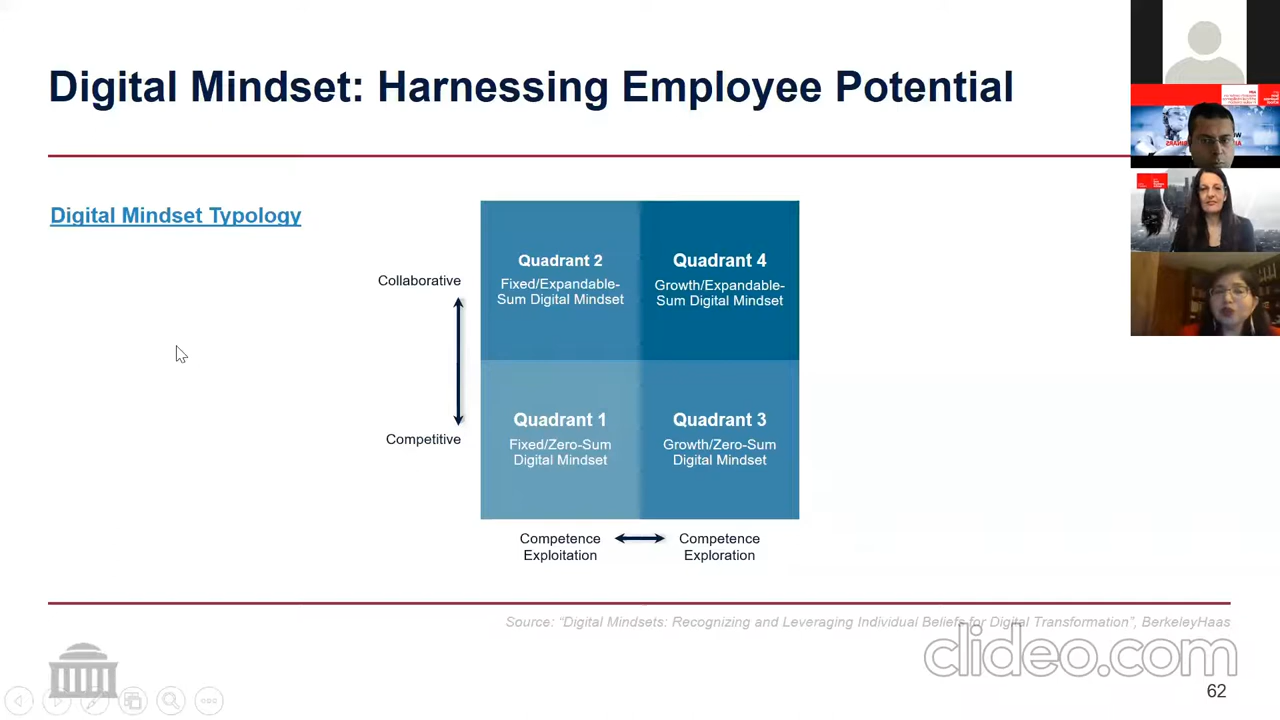 Digital Mindset: Harnessing Employee Potential
Digital Mindset Typology
Collaborative
Competitive
Quadrant 2
Fixed/Expandable-
Sum Digital Mindset
Quadrant 4
Growth/Expandable-
Sum Digital Mindset
Quadrant 1
Fixed/Zero-Sum
Digital Mindset
Quadrant 3
Growth/Zero-Sum
Digital Mindset
Competence
Exploitation
Competence
Exploration
Source: “Digital Mindsets: Recognizing and Leveraging Individual Beliefs for Digital Transformation”, BerkeleyHaas
clideo.com
62